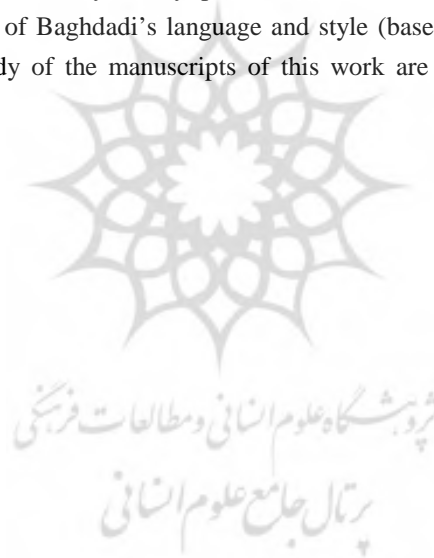 of Baghdadi’s language and style (base
dy of the manuscripts of this work are
پژوهشگاه علوم انسانی و مطالعات فرهنگی
پرتال جامع علوم انسانی